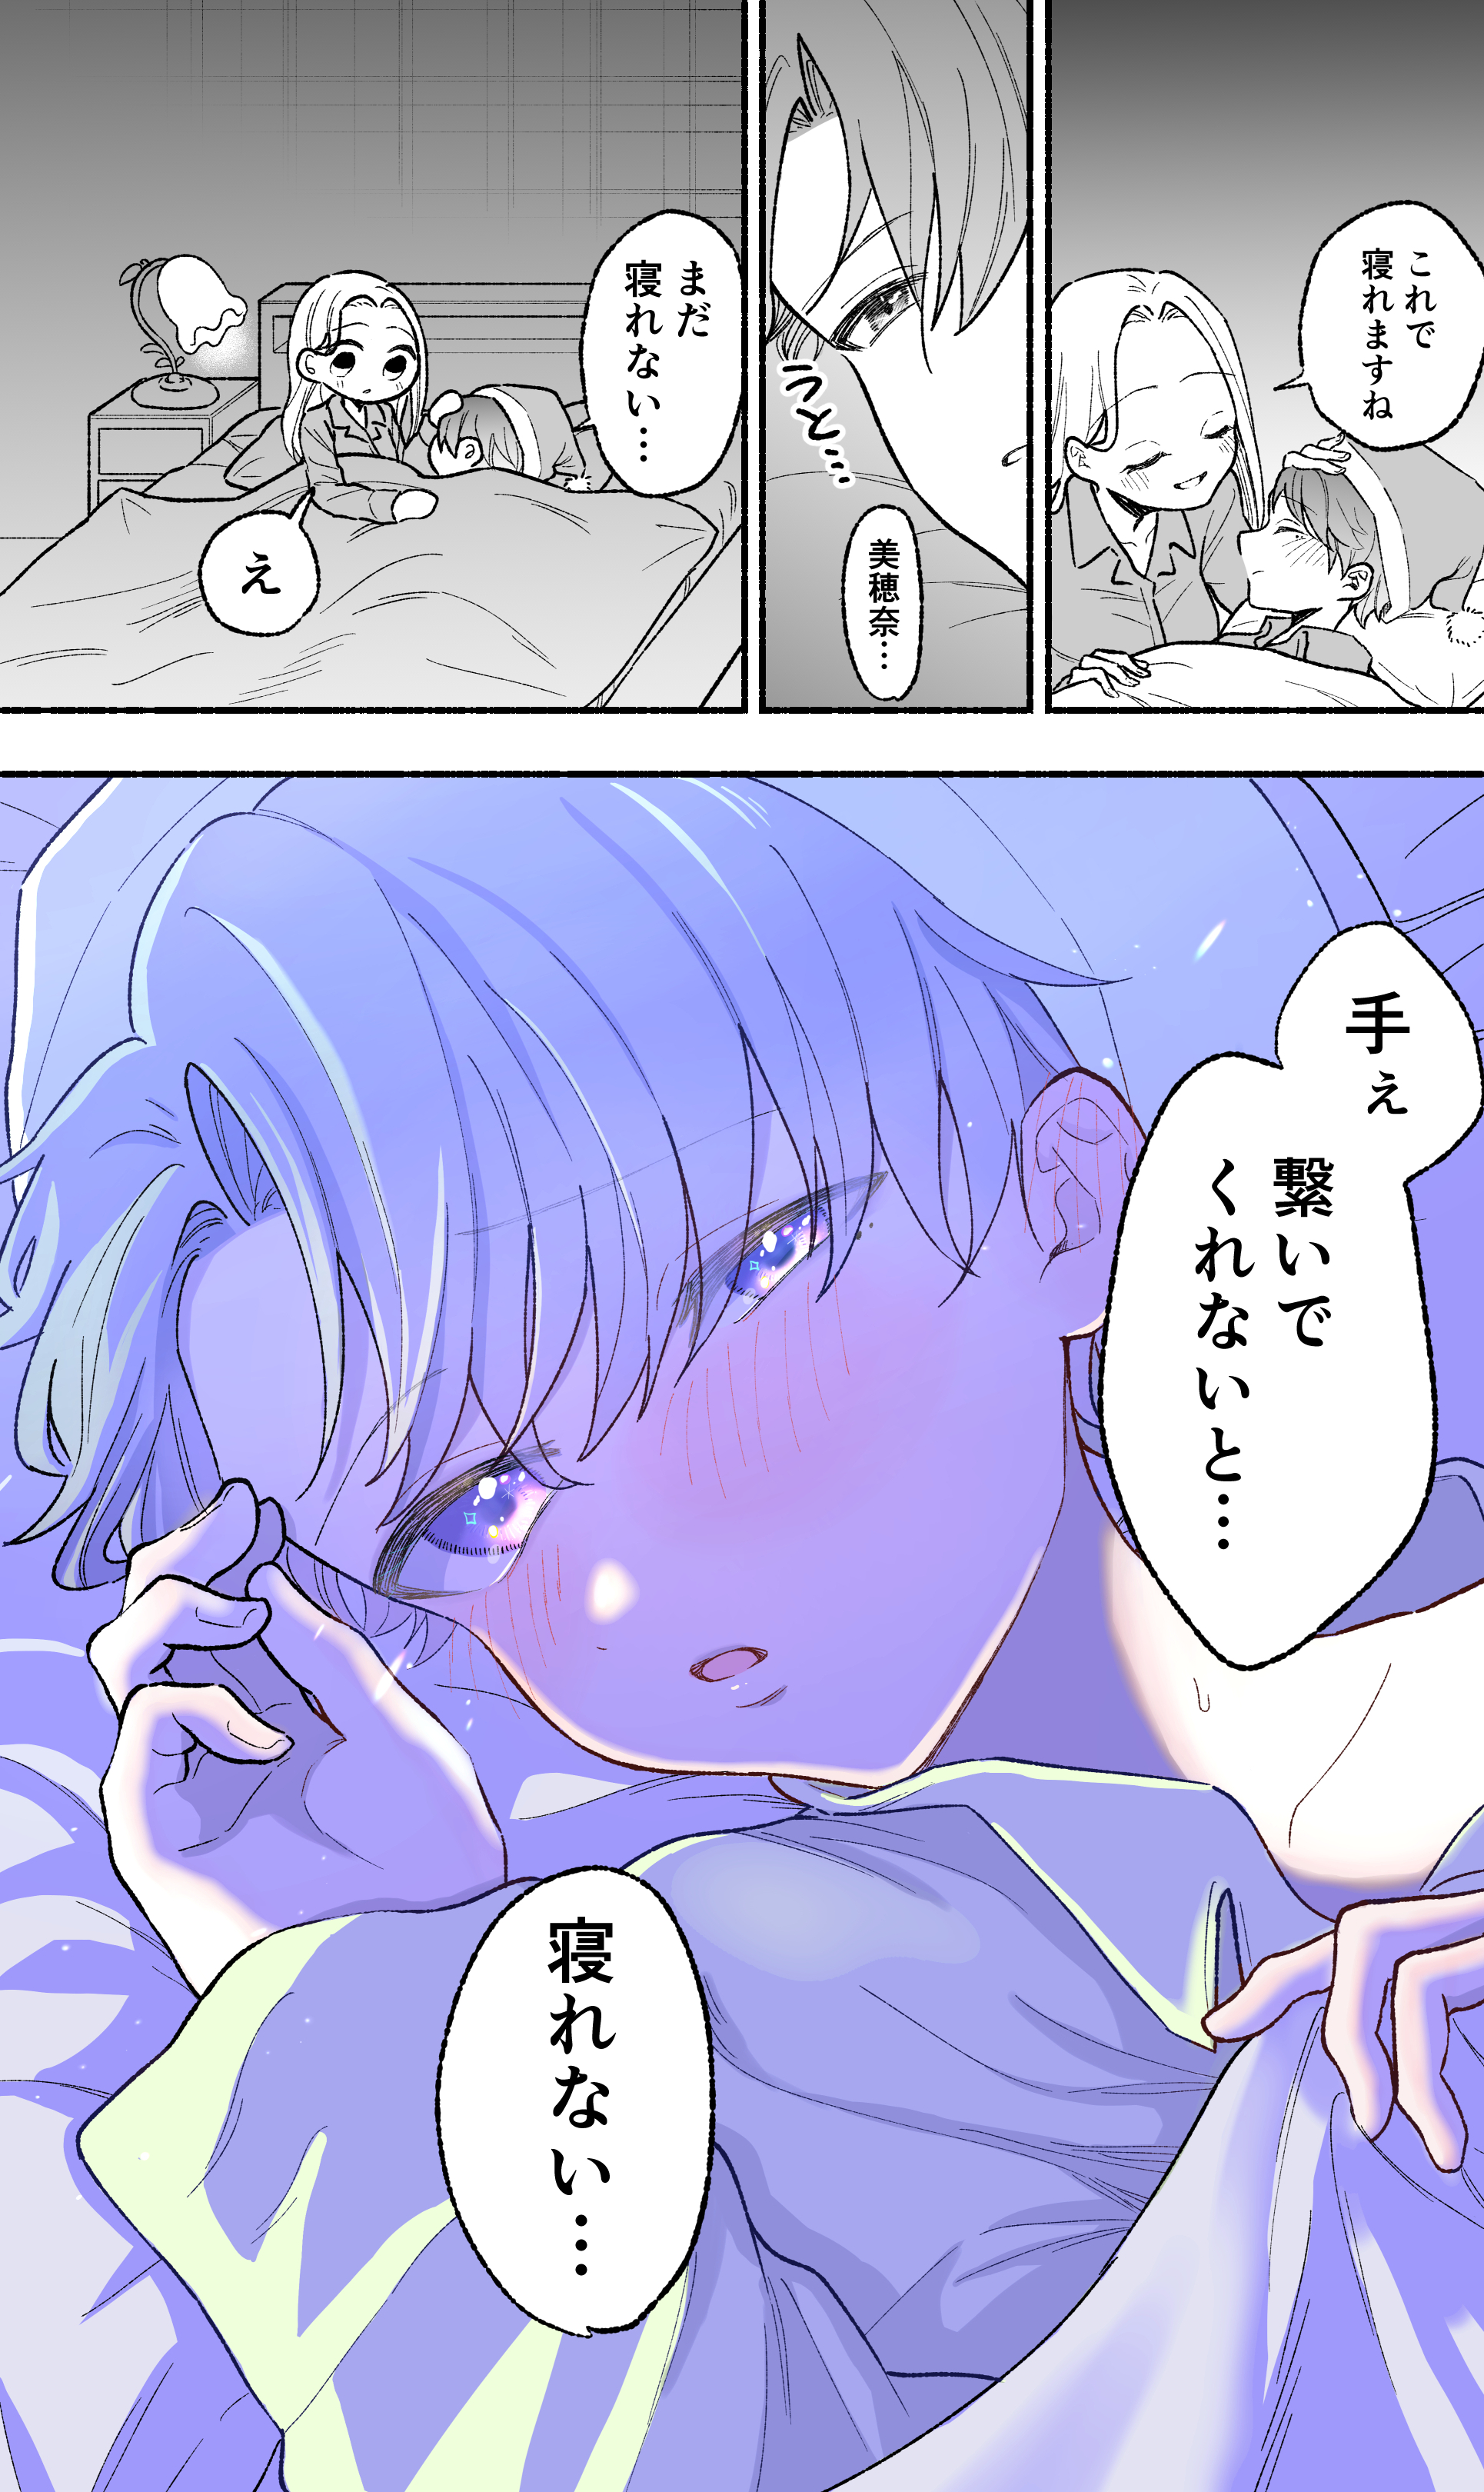 これで
寝れますね
うと…
美穂奈…
まだ
寝れない…
え
手ぇ
繋いで
くれないと…
寝れない…